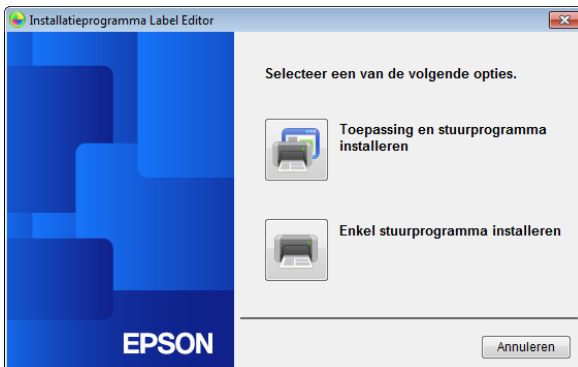 Installatieprogramma Label Editor
Selecteer een van de volgende opties.
Toepassing en stuurprogramma
installeren
Enkel stuurprogramma installeren
EPSON
Annuleren